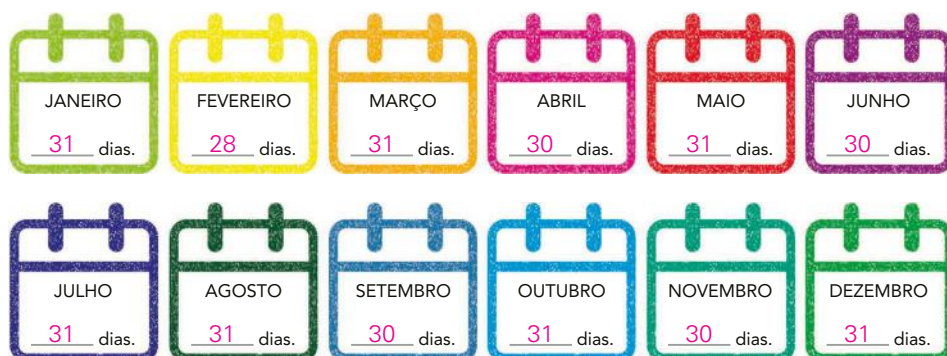 JANEIRO FEVEREIRO MARÇO ABRIL MAIO JUNHO
31 dias. 28 dias. 31 dias. 30 dias. 31 dias. 30 dias.
JULHO AGOSTO SETEMBRO OUTUBRO NOVEMBRO DEZEMBRO
31 dias. 31 dias. 30 dias. 31 dias. 30 dias. 31 dias.